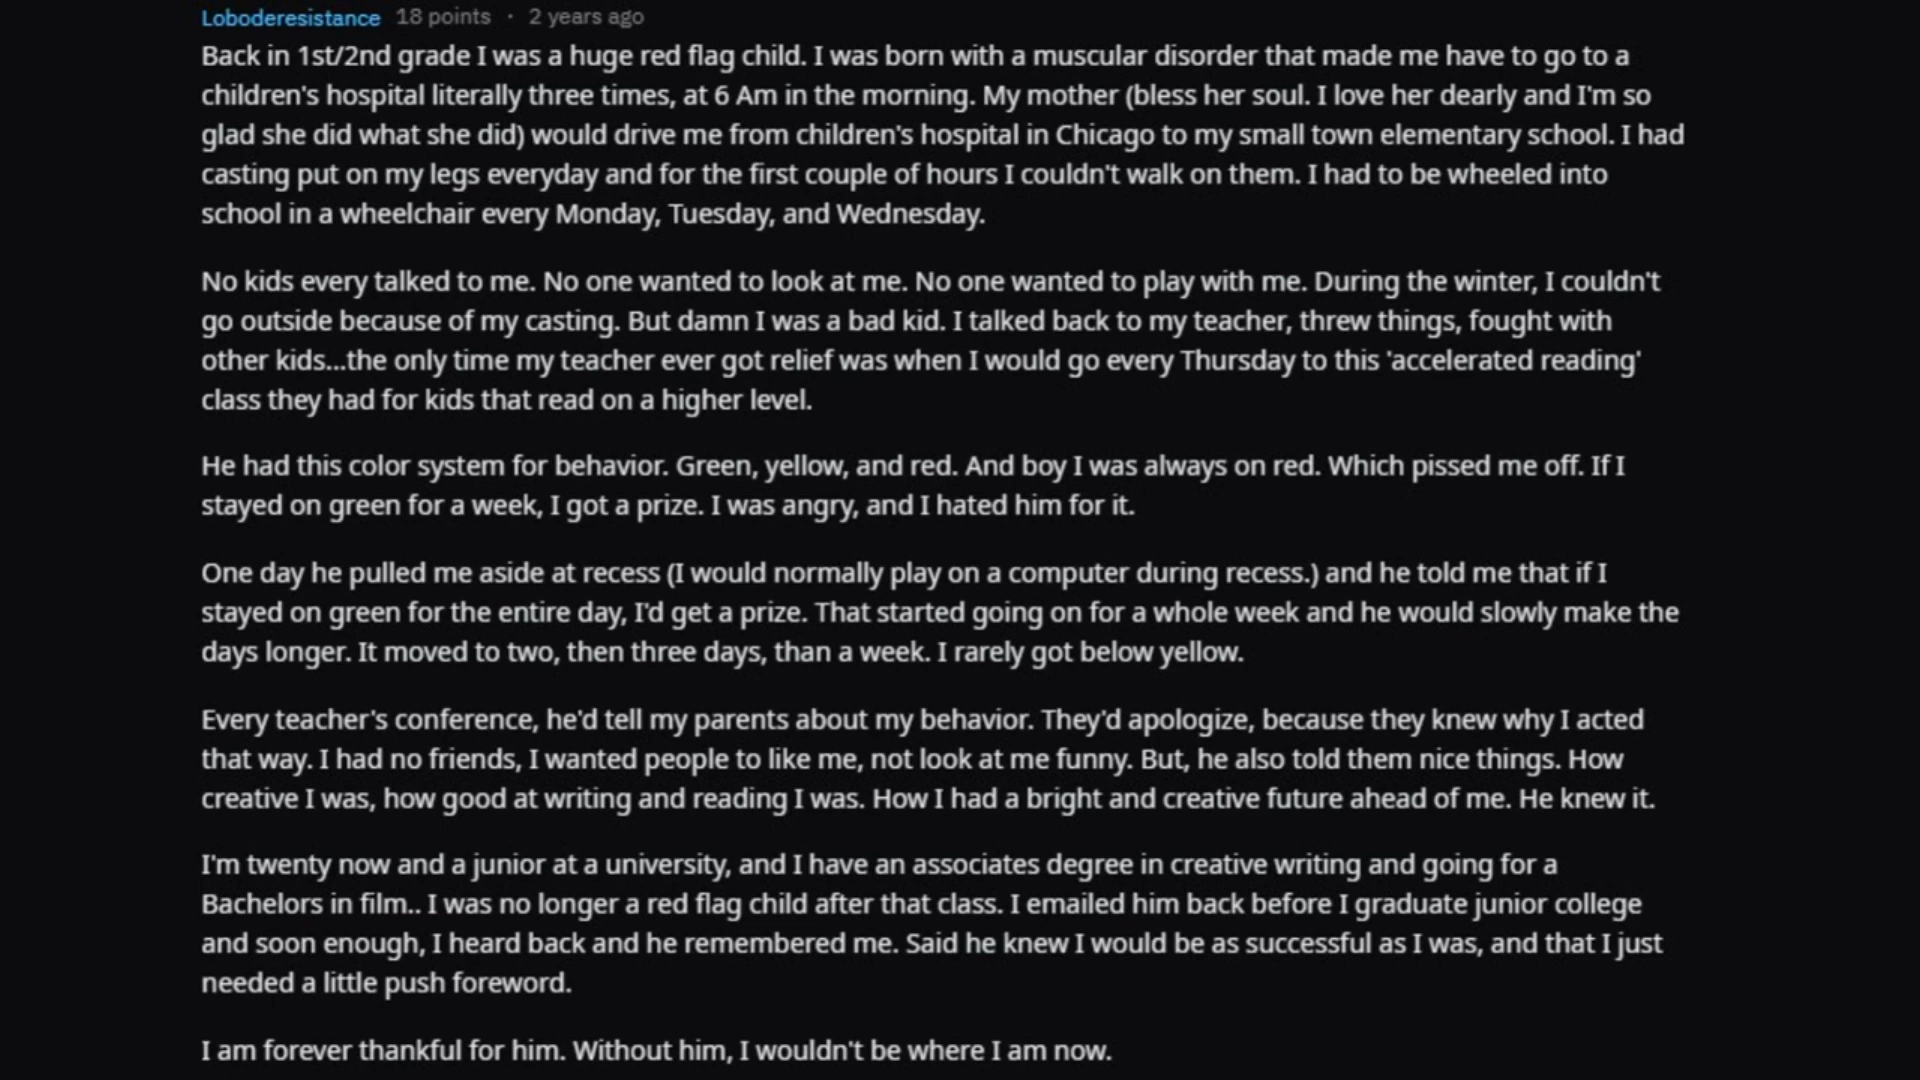 Loboderesistance 18 points · 2 years ago
Back in 1st/2nd grade I was a huge red flag child. I was born with a muscular disorder that made me have to go to a
children's hospital literally three times, at 6 Am in the morning. My mother (bless her soul. I love her dearly and I'm so
glad she did what she did) would drive me from children's hospital in Chicago to my small town elementary school. I had
casting put on my legs everyday and for the first couple of hours I couldn't walk on them. I had to be wheeled into
school in a wheelchair every Monday, Tuesday, and Wednesday.
No kids every talked to me. No one wanted to look at me. No one wanted to play with me. During the winter, I couldn't
go outside because of my casting. But damn I was a bad kid. I talked back to my teacher, threw things, fought with
other kids...the only time my teacher ever got relief was when I would go every Thursday to this 'accelerated reading'
class they had for kids that read on a higher level.
He had this color system for behavior. Green, yellow, and red. And boy I was always on red. Which pissed me off. If I
stayed on green for a week, I got a prize. I was angry, and I hated him for it.
One day he pulled me aside at recess (I would normally play on a computer during recess.) and he told me that if I
stayed on green for the entire day, I'd get a prize. That started going on for a whole week and he would slowly make the
days longer. It moved to two, then three days, than a week. I rarely got below yellow.
Every teacher's conference, he'd tell my parents about my behavior. They'd apologize, because they knew why I acted
that way. I had no friends, I wanted people to like me, not look at me funny. But, he also told them nice things. How
creative I was, how good at writing and reading I was. How I had a bright and creative future ahead of me. He knew it.
I'm twenty now and a junior at a university, and I have an associates degree in creative writing and going for a
Bachelors in film.. I was no longer a red flag child after that class. I emailed him back before I graduate junior college
and soon enough, I heard back and he remembered me. Said he knew I would be as successful as I was, and that I just
needed a little push foreword.
I am forever thankful for him. Without him, I wouldn't be where I am now.